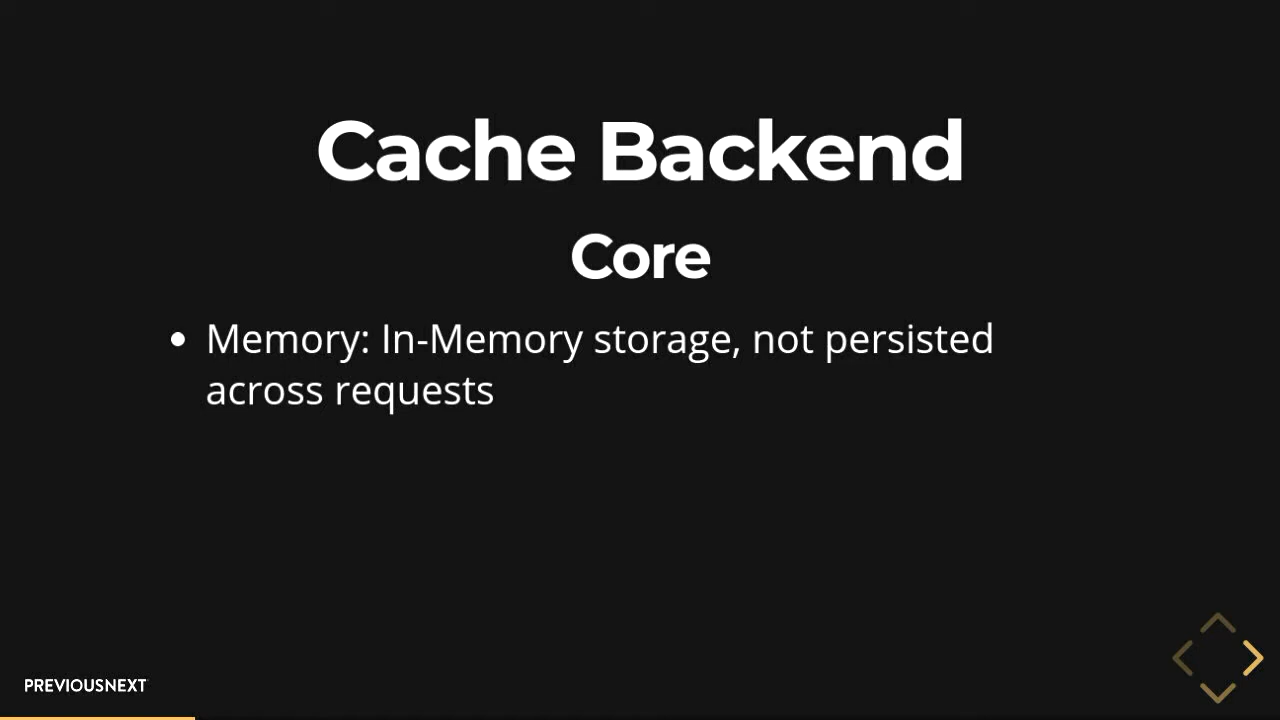 Cache Backend
Core
• Memory: In-Memory storage, not persisted
across requests
PREVIOUSNEXT